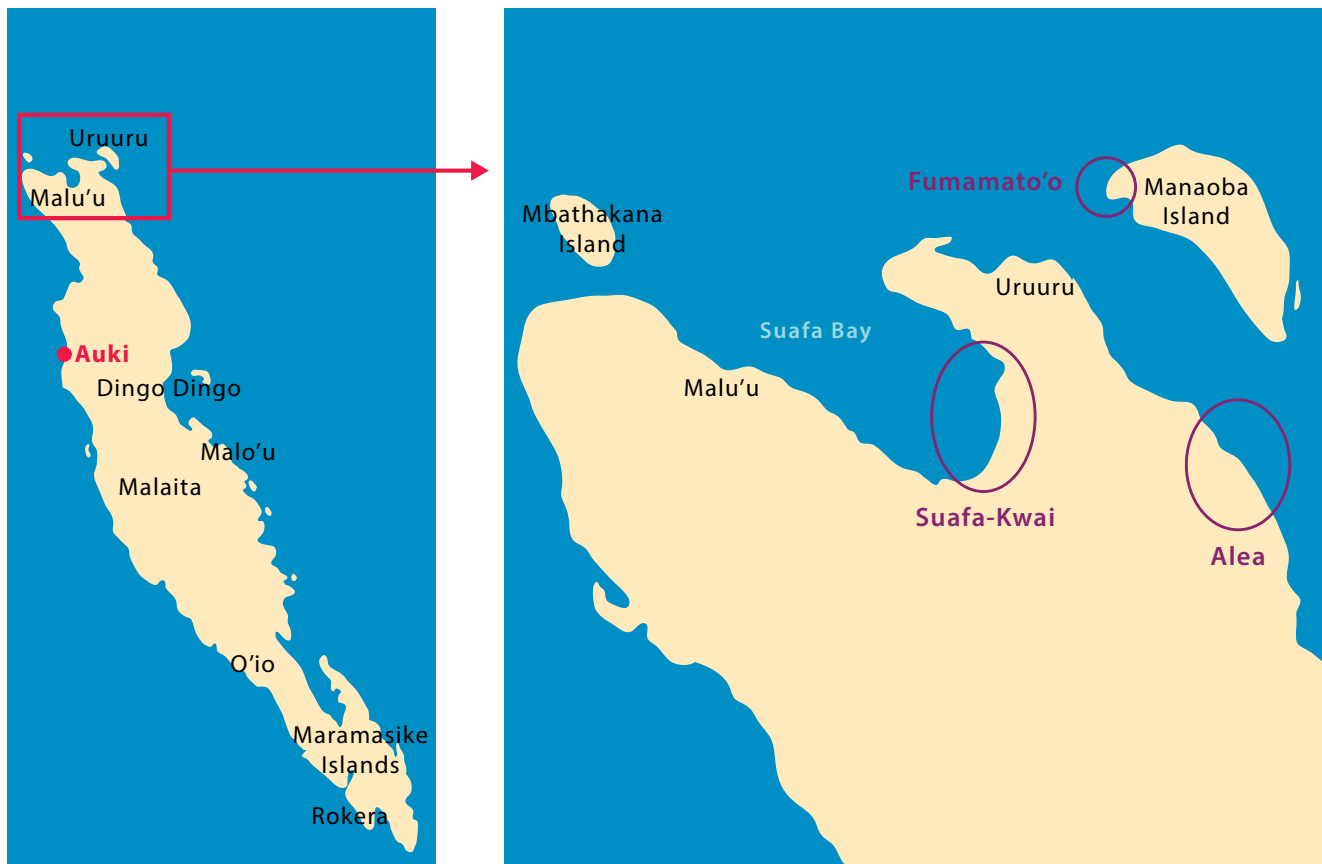 Uruuru
Malu’u
Auki
Dingo Dingo
Malo’u
Malaita
O’io
Maramasike
Islands
Rokera
Fumamato’o
Manaoba
Island
Mbathakana
Island
Uruuru
Suafa Bay
Malu’u
Suafa-Kwai
Alea